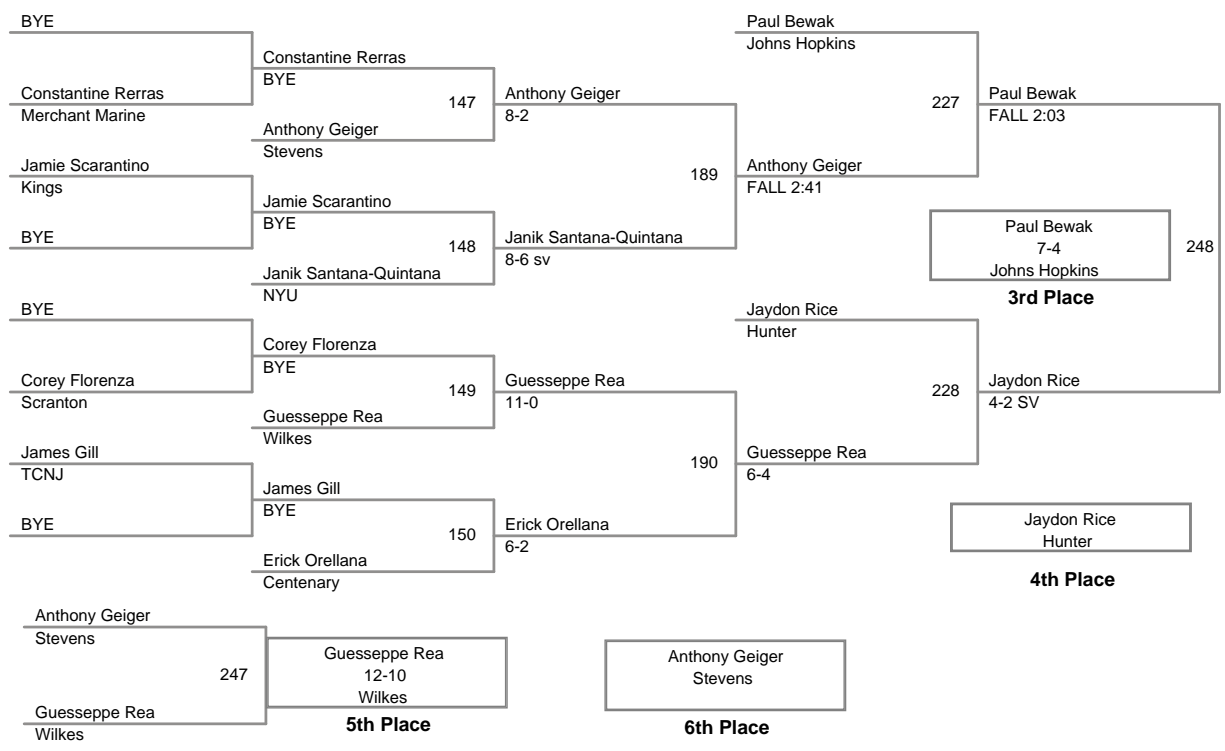 BYE
Constantine Rerras
Merchant Marine
Jamie Scarantino
Kings
BYE
BYE
Corey Florenza
Scranton
James Gill
TCNJ
BYE
Constantine Rerras
BYE
147
Anthony Geiger
Stevens
Jamie Scarantino
BYE
148
Janik Santana-Quintana
NYU
Corey Florenza
BYE
149
Guesseppe Rea
Wilkes
James Gill
BYE
150
Erick Orellana
Centenary
Anthony Geiger
8-2
189
Janik Santana-Quintana
8-6 sv
Guesseppe Rea
11-0
190
Erick Orellana
6-2
Paul Bewak
Johns Hopkins
227
Anthony Geiger
FALL 2:41
Jaydon Rice
Hunter
228
Guesseppe Rea
6-4
Paul Bewak
FALL 2:03
Paul Bewak
7-4
Johns Hopkins
3rd Place
248
Jaydon Rice
4-2 SV
Jaydon Rice
Hunter
4th Place
Anthony Geiger
Stevens
247
Guesseppe Rea
Wilkes
Guesseppe Rea
12-10
Wilkes
5th Place
Anthony Geiger
Stevens
6th Place